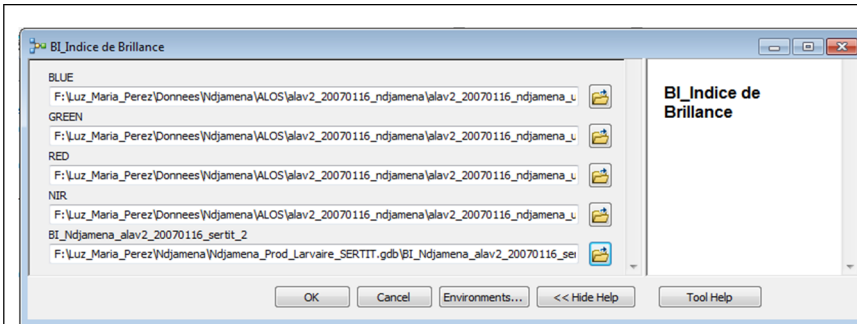 BI_Indice de Brillance
BLUE
F:\Luz_Maria_Perez\Donnees\Ndjamena\ALOS\alav2_20070116_ndjamena\alav2_20070116_ndjamena_u
GREEN
F:\Luz_Maria_Perez\Donnees\Ndjamena\ALOS\alav2_20070116_ndjamena\alav2_20070116_ndjamena_u
RED
F:\Luz_Maria_Perez\Donnees\Ndjamena\ALOS\alav2_20070116_ndjamena\alav2_20070116_ndjamena_u
NIR
F:\Luz_Maria_Perez\Donnees\Ndjamena\ALOS\alav2_20070116_ndjamena\alav2_20070116_ndjamena_u
BI_Ndjamena_alav2_20070116_sertit_2
F:\Luz_Maria_Perez\Ndjamena\Ndjamena_Prod_Larvaire_SERTIT.gdb\BI_Ndjamena_alav2_20070116_ser
BI_Indice de
Brillance
OK Cancel Environments... << Hide Help Tool Help